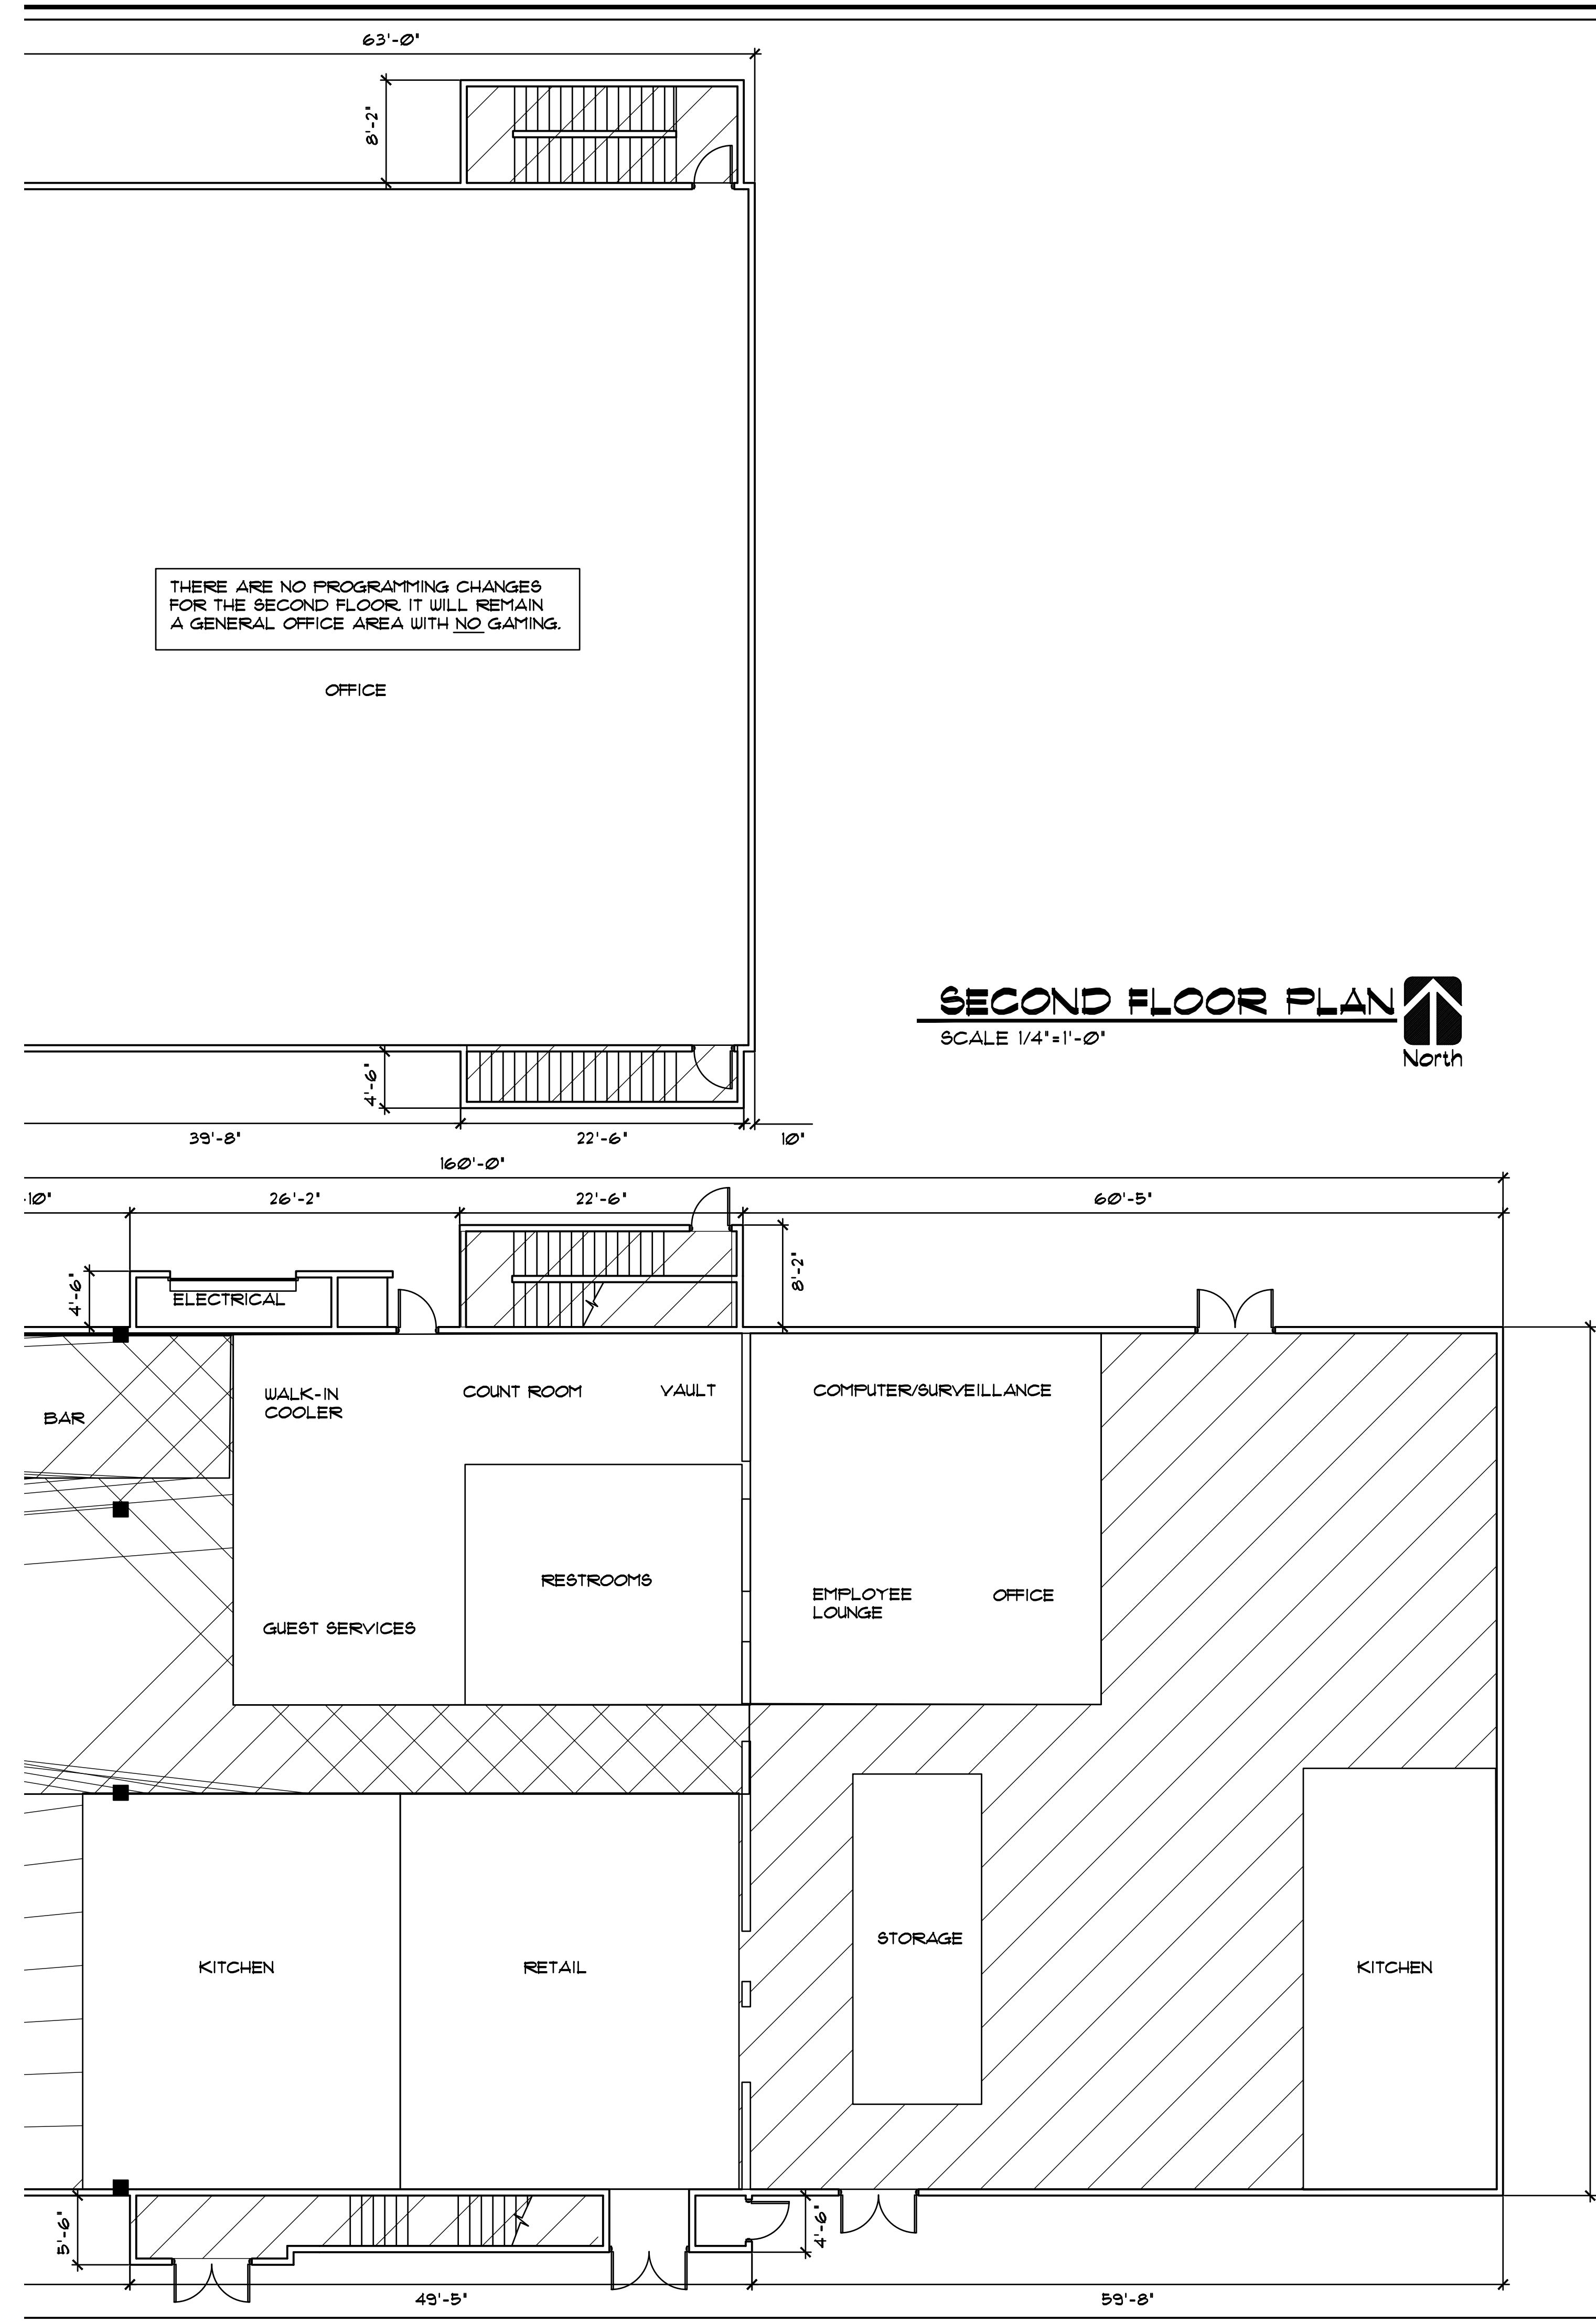 63'-0"
8'-2"
THERE ARE NO PROGRAMMING CHANGES
FOR THE SECOND FLOOR. IT WILL REMAIN
A GENERAL OFFICE AREA WITH NO GAMING.
OFFICE
SECOND FLOOR PLAN
SCALE 1/4"=1'-0"
North
4'-6"
39'-8"
22'-6"
10"
160'-0"
-10"
26'-2"
22'-6"
60'-5"
4'-6"
ELECTRICAL
8'-2"
BAR
WALK-IN
COOLER
COUNT ROOM
VAULT
COMPUTER/SURVEILLANCE
RESTROOMS
EMPLOYEE
LOUNGE
OFFICE
GUEST SERVICES
STORAGE
KITCHEN
RETAIL
KITCHEN
5'-6"
4'-6"
49'-5"
59'-8"